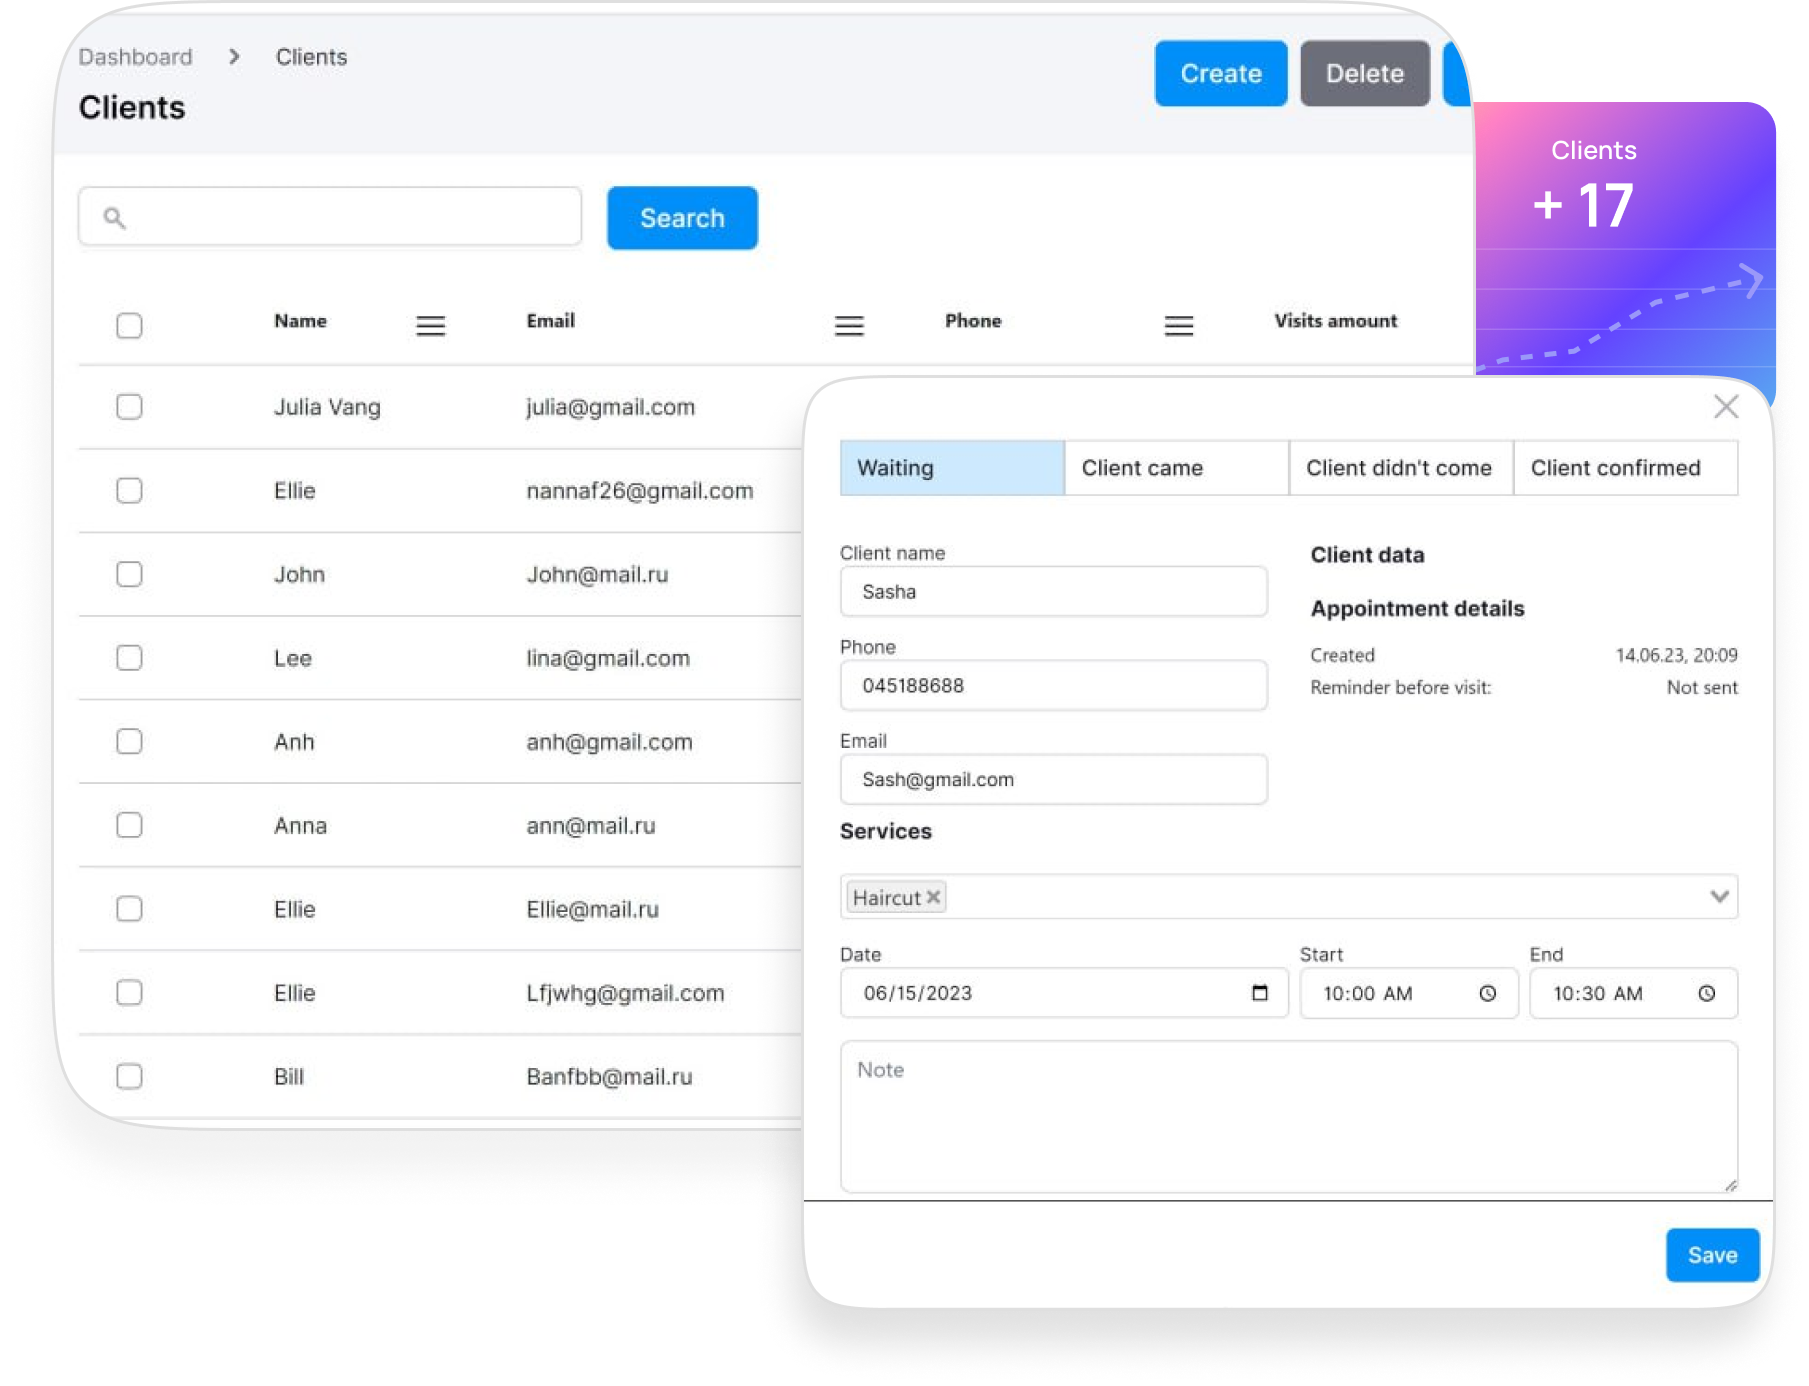 Dashboard > Clients
Clients
Create
Delete
Search
Name Email Phone Visits amount
Julia Vang julia@gmail.com
Ellie nannaf26@gmail.com
John John@mail.ru
Lee lina@gmail.com
Anh anh@gmail.com
Anna ann@mail.ru
Ellie Ellie@mail.ru
Ellie Lfjwhg@gmail.com
Bill Banfbb@mail.ru
Clients
+ 17
Waiting Client came Client didn't come Client confirmed
Client name
Sasha
Phone
045188688
Email
Sash@gmail.com
Client data
Appointment details
Created 14.06.23, 20:09
Reminder before visit: Not sent
Services
Haircut
Date Start End
06/15/2023 10:00 AM 10:30 AM
Note
Save